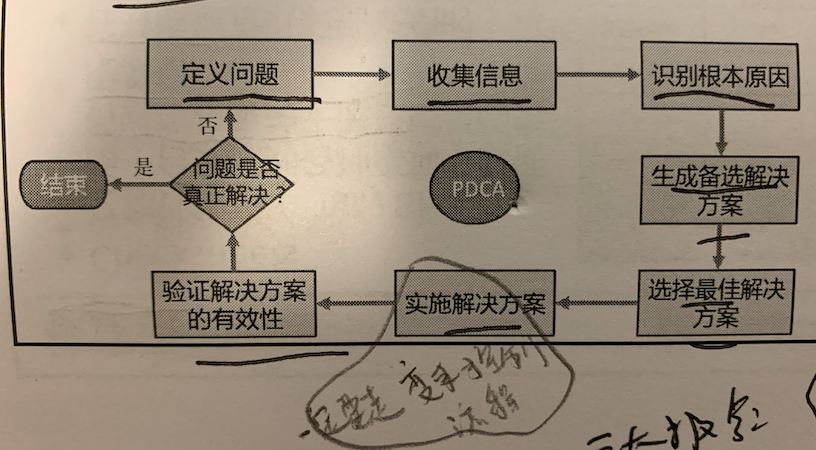 定义问题
收集信息
识别根本原因
否
是
问题是否
真正解决？
结束
PDCA
生成备选解决
方案
验证解决方案
的有效性
实施解决方案
选择最佳解决
方案
变更控制
流程